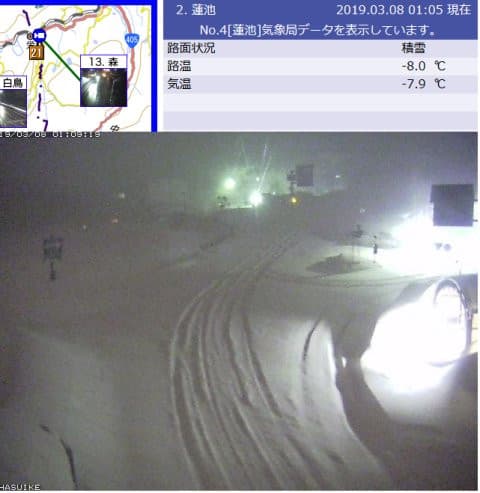 2. 蓮池
2019.03.08 01:05 現在
No.4[蓮池]気象局データを表示しています。
路面状況 積雪
路温 -8.0 ℃
気温 -7.9 ℃
405
13. 森
21
白鳥
19/03/08 01:09:19
HASUIKE